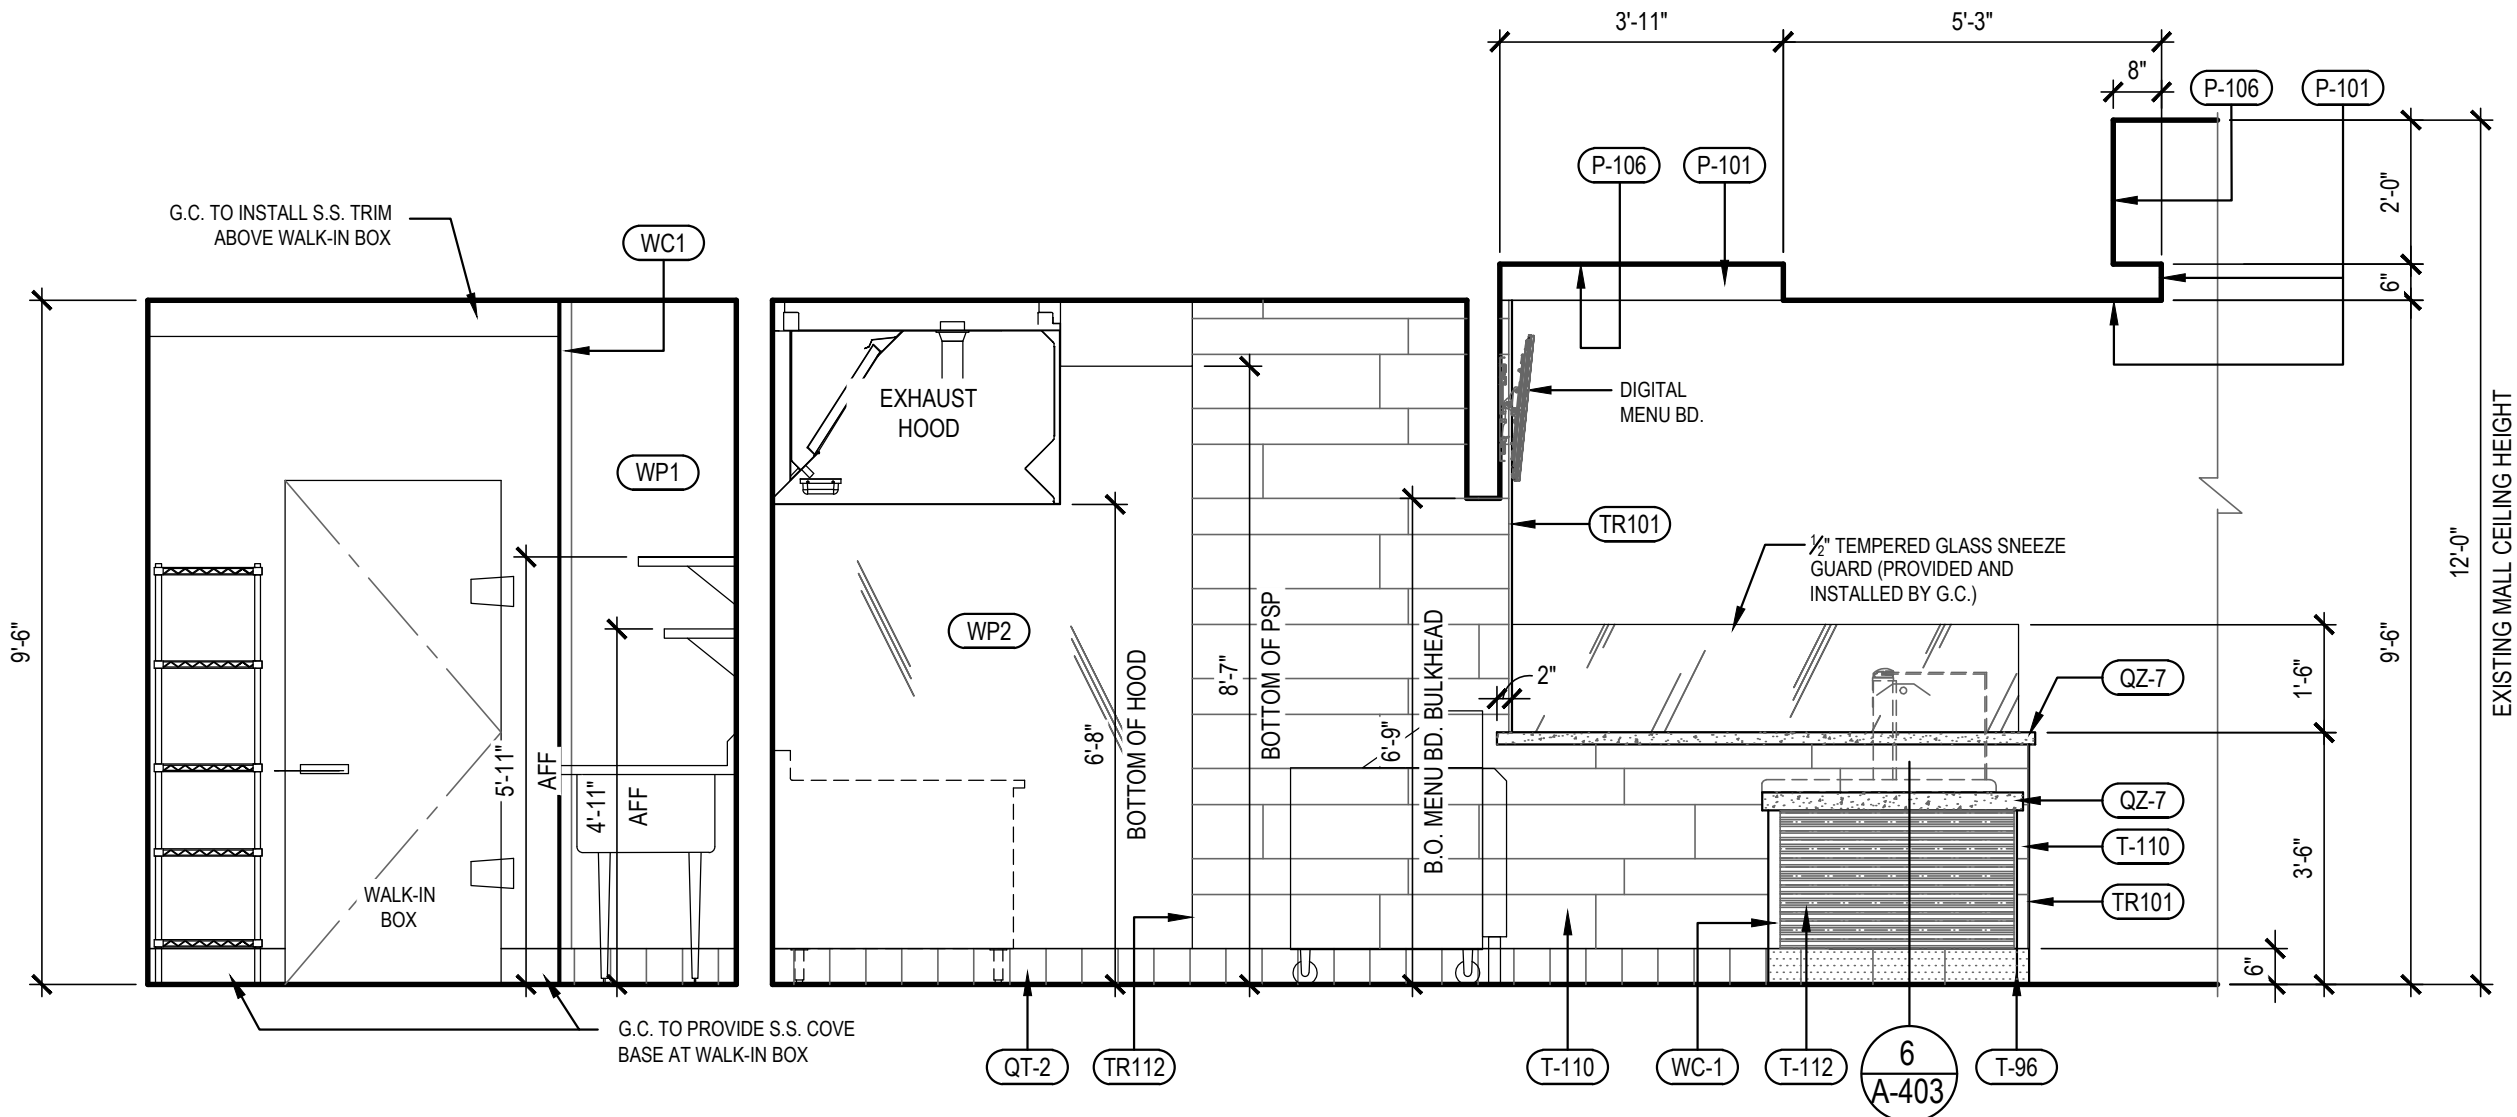 3'-11"
5'-3"
8"
P-106
P-101
P-106
P-101
G.C. TO INSTALL S.S. TRIM
ABOVE WALK-IN BOX
WC1
2'-0"
6"
9'-6"
EXHAUST
HOOD
DIGITAL
MENU BD.
WP1
TR101
1/2" TEMPERED GLASS SNEEZE
GUARD (PROVIDED AND
INSTALLED BY G.C.)
WP2
12'-0"
EXISTING MALL CEILING HEIGHT
9'-6"
1'-6"
2"
QZ-7
8'-7"
BOTTOM OF PSP
6'-8"
BOTTOM OF HOOD
6'-9"
B.O. MENU BD. BULKHEAD
5'-11"
AFF
4'-11"
AFF
QZ-7
T-110
3'-6"
TR101
WALK-IN
BOX
6"
G.C. TO PROVIDE S.S. COVE
BASE AT WALK-IN BOX
QT-2
TR112
T-110
WC-1
T-112
6
A-403
T-96